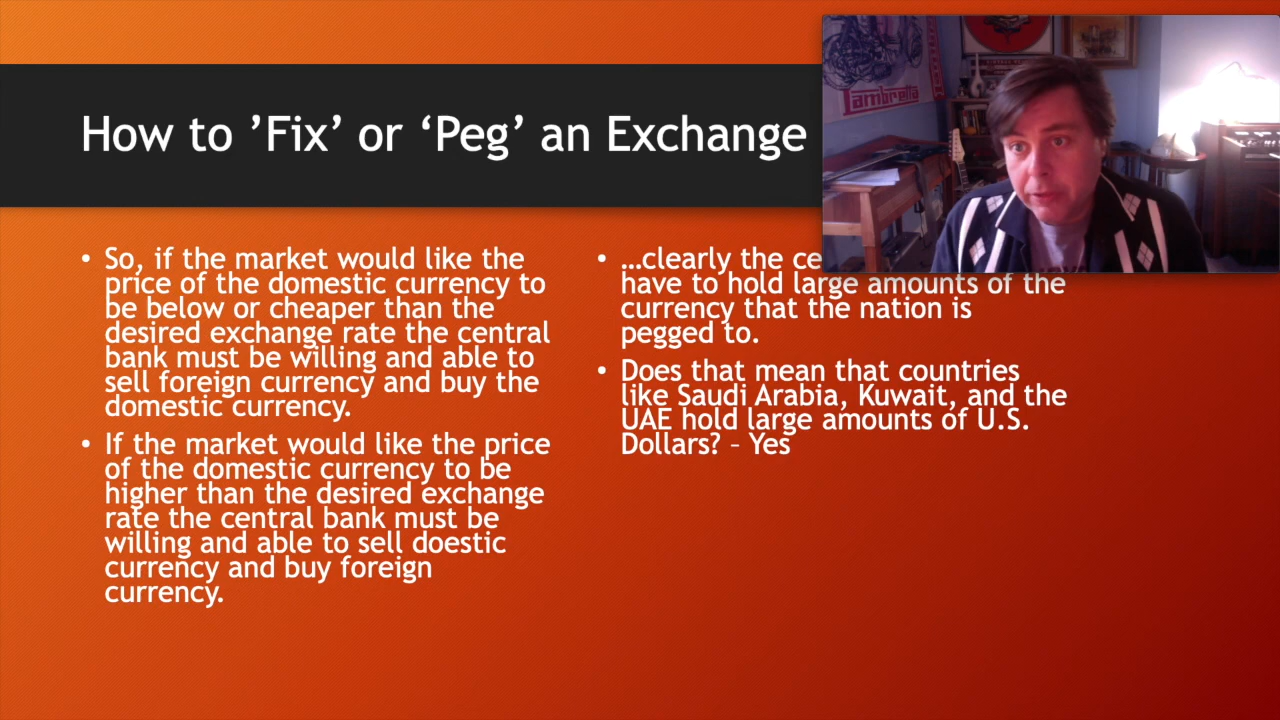 How to ’Fix’ or ‘Peg’ an Exchange
Lambretta
• So, if the market would like the
price of the domestic currency to
be below or cheaper than the
desired exchange rate the central
bank must be willing and able to
sell foreign currency and buy the
domestic currency.
• If the market would like the price
of the domestic currency to be
higher than the desired exchange
rate the central bank must be
willing and able to sell doestic
currency and buy foreign
currency.
• …clearly the
have to hold large amounts of the
currency that the nation is
pegged to.
• Does that mean that countries
like Saudi Arabia, Kuwait, and the
UAE hold large amounts of U.S.
Dollars? – Yes